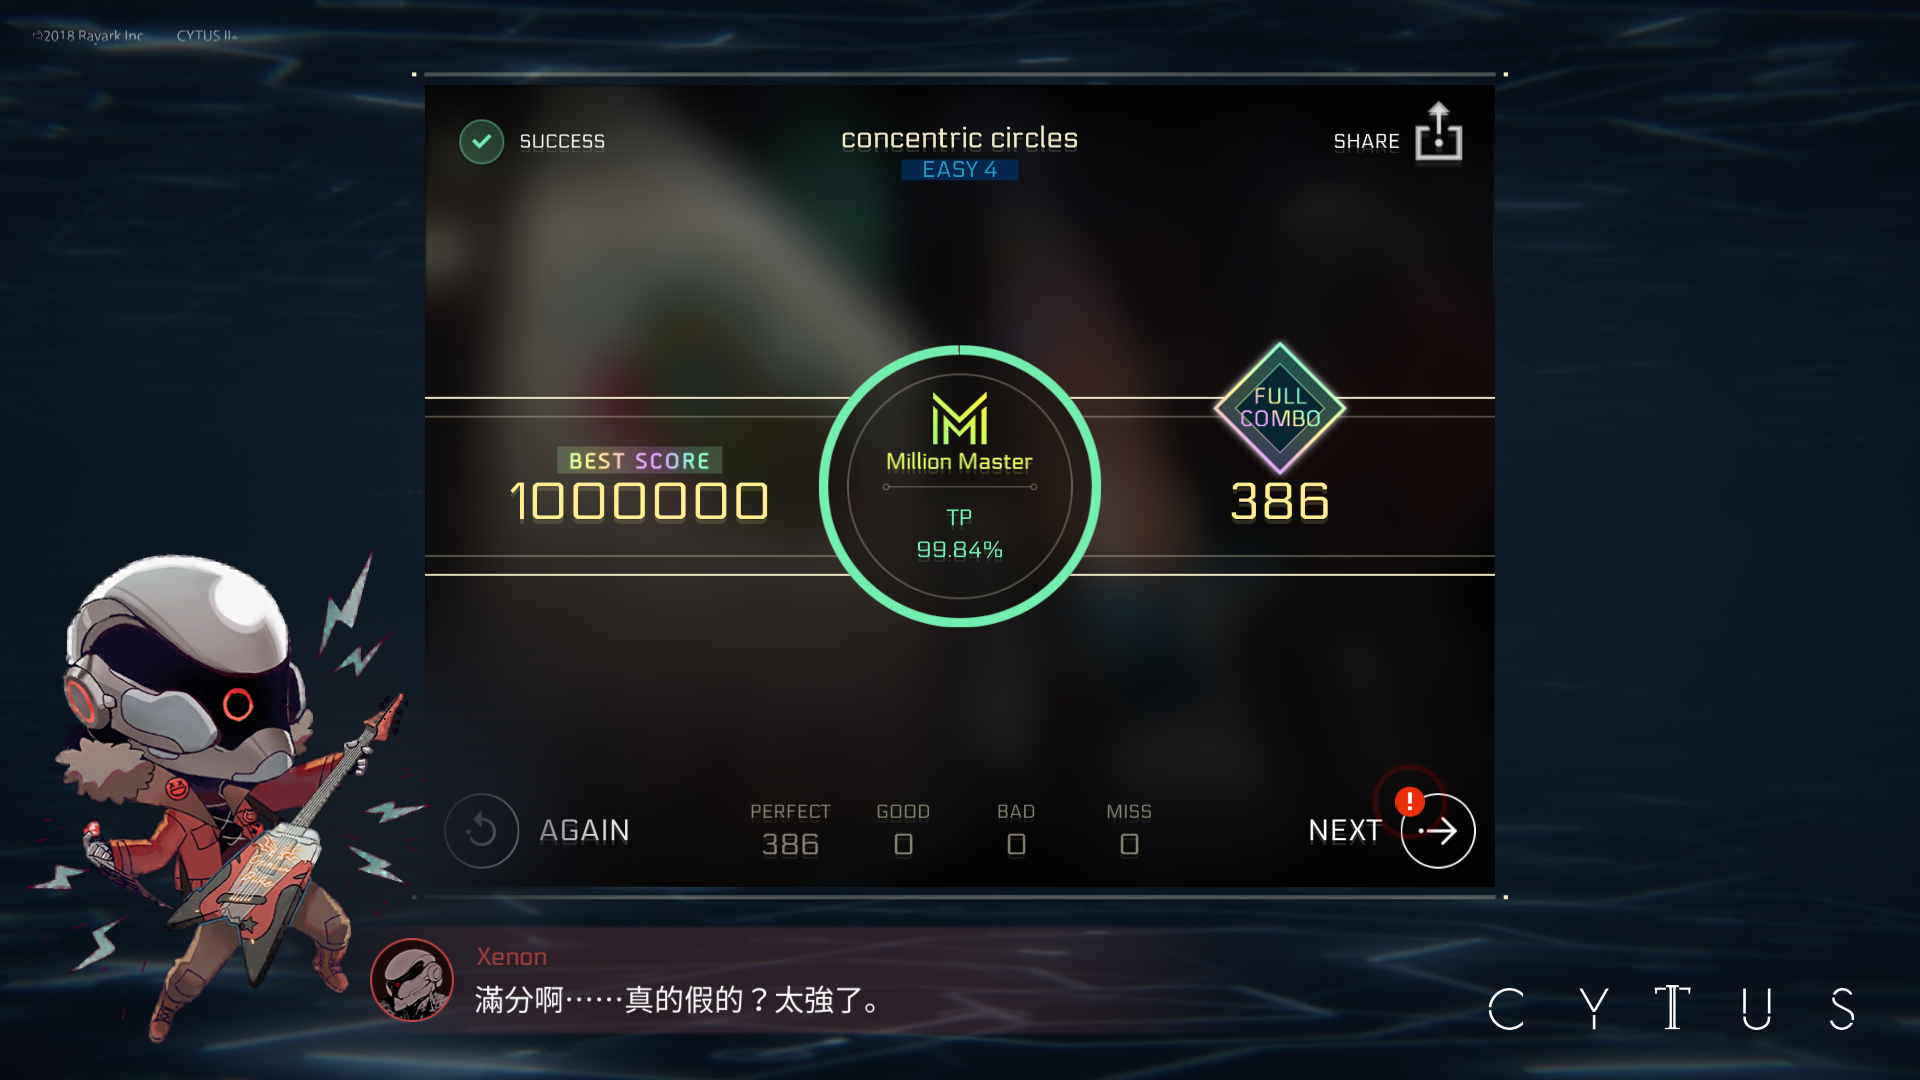 ©2018 Rayark Inc. CYTUS II
SUCCESS
concentric circles
EASY 4
SHARE
FULL
COMBO
BEST SCORE
1000000
Million Master
TP
99.84%
386
AGAIN
PERFECT GOOD BAD MISS
386 0 0 0
NEXT
!
Xenon
滿分啊⋯⋯真的假的？太強了。
CYTUS